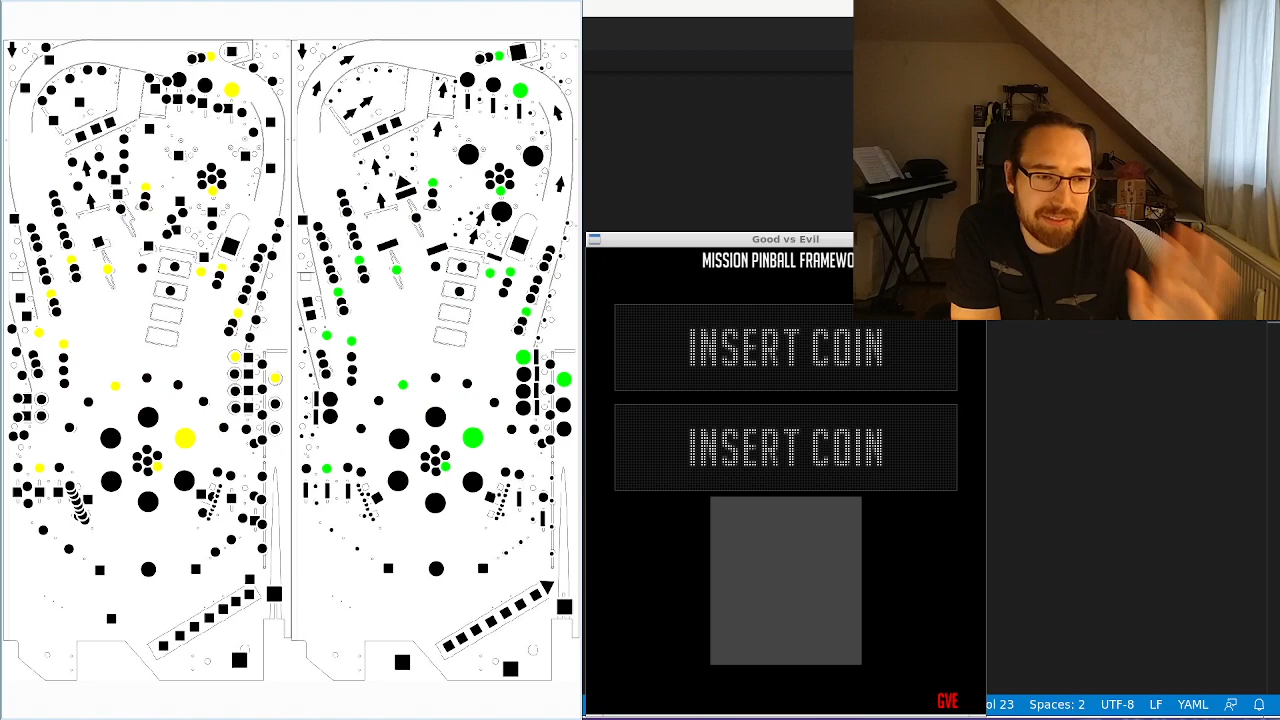 Good vs Evil
MISSION PINBALL FRAMEWO
INSERT COIN
INSERT COIN
GVE
ol 23 Spaces: 2 UTF-8 LF YAML